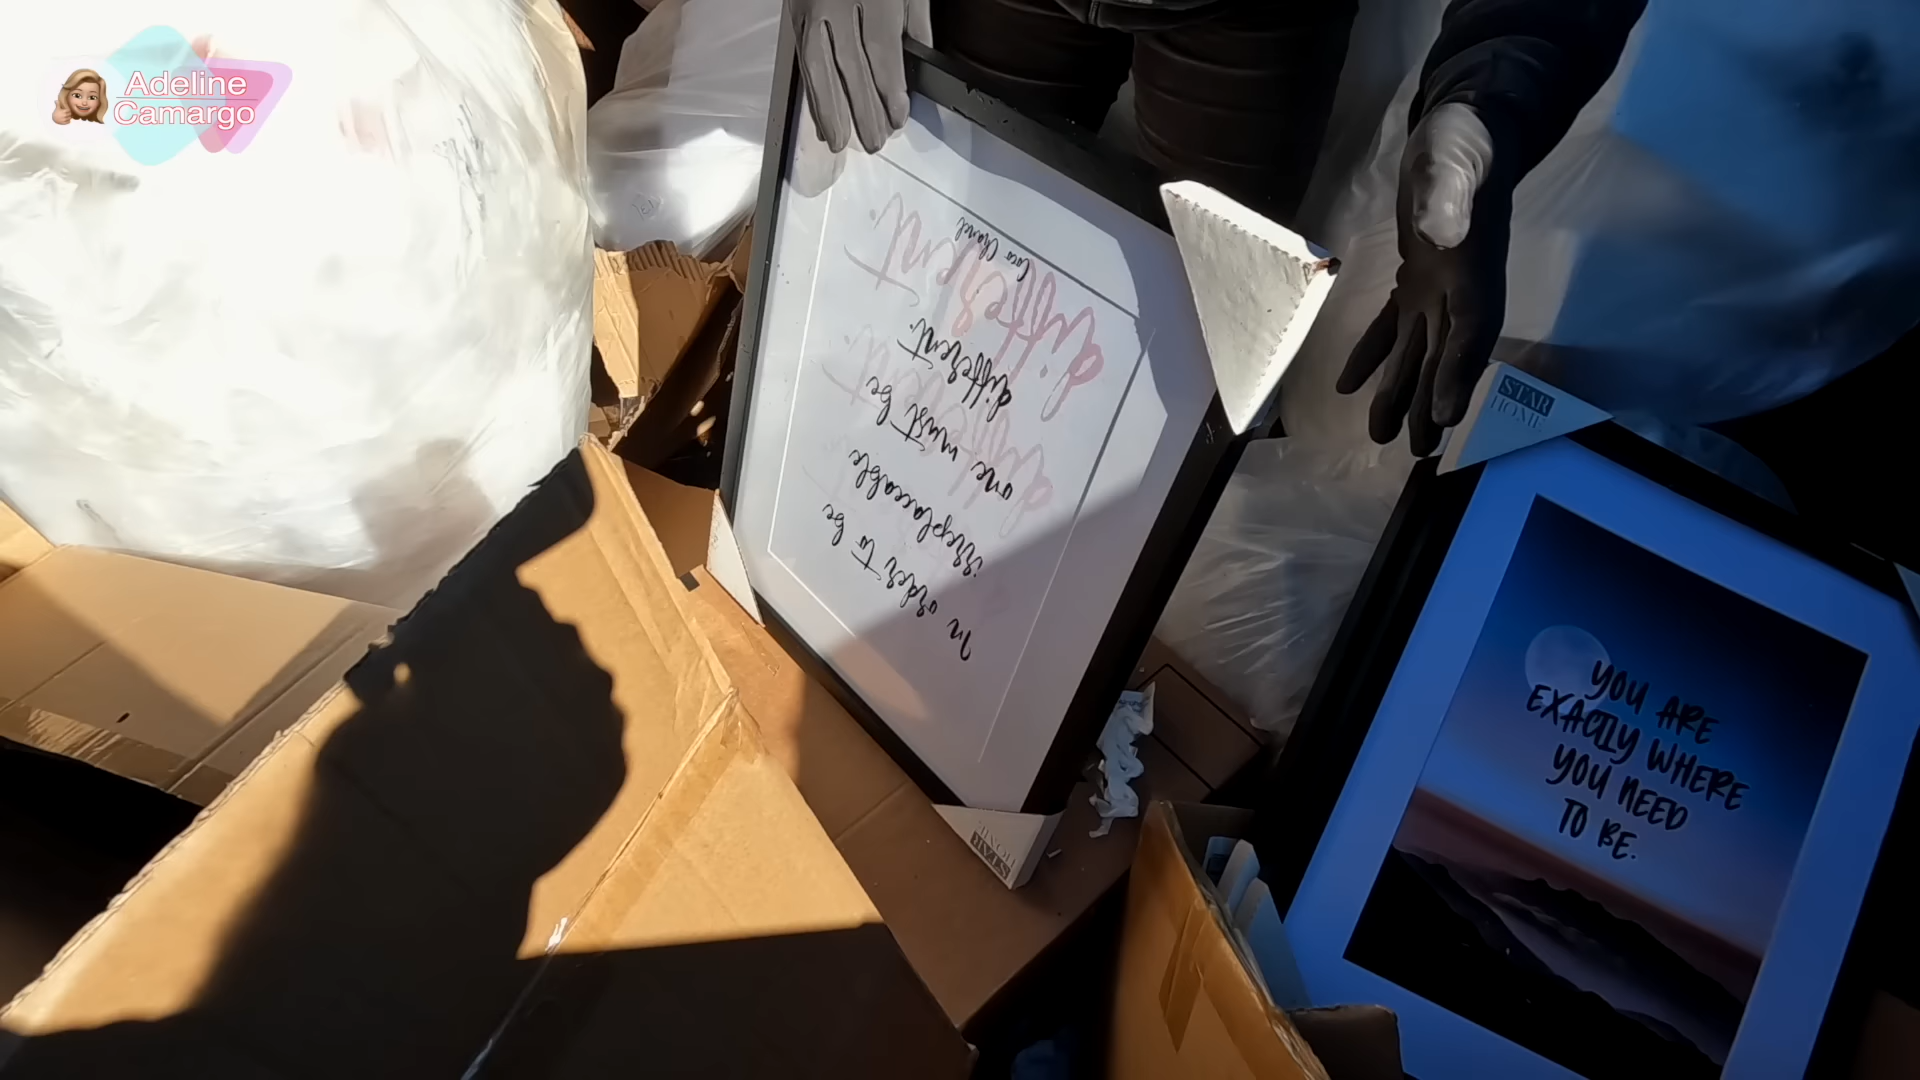 Adeline
Camargo
In order to be
irreplaceable
one must be
different.
Coco Chanel
different.
different.
STAR
HOME
STAR
HOME
YOU ARE
EXACTLY WHERE
YOU NEED
TO BE.